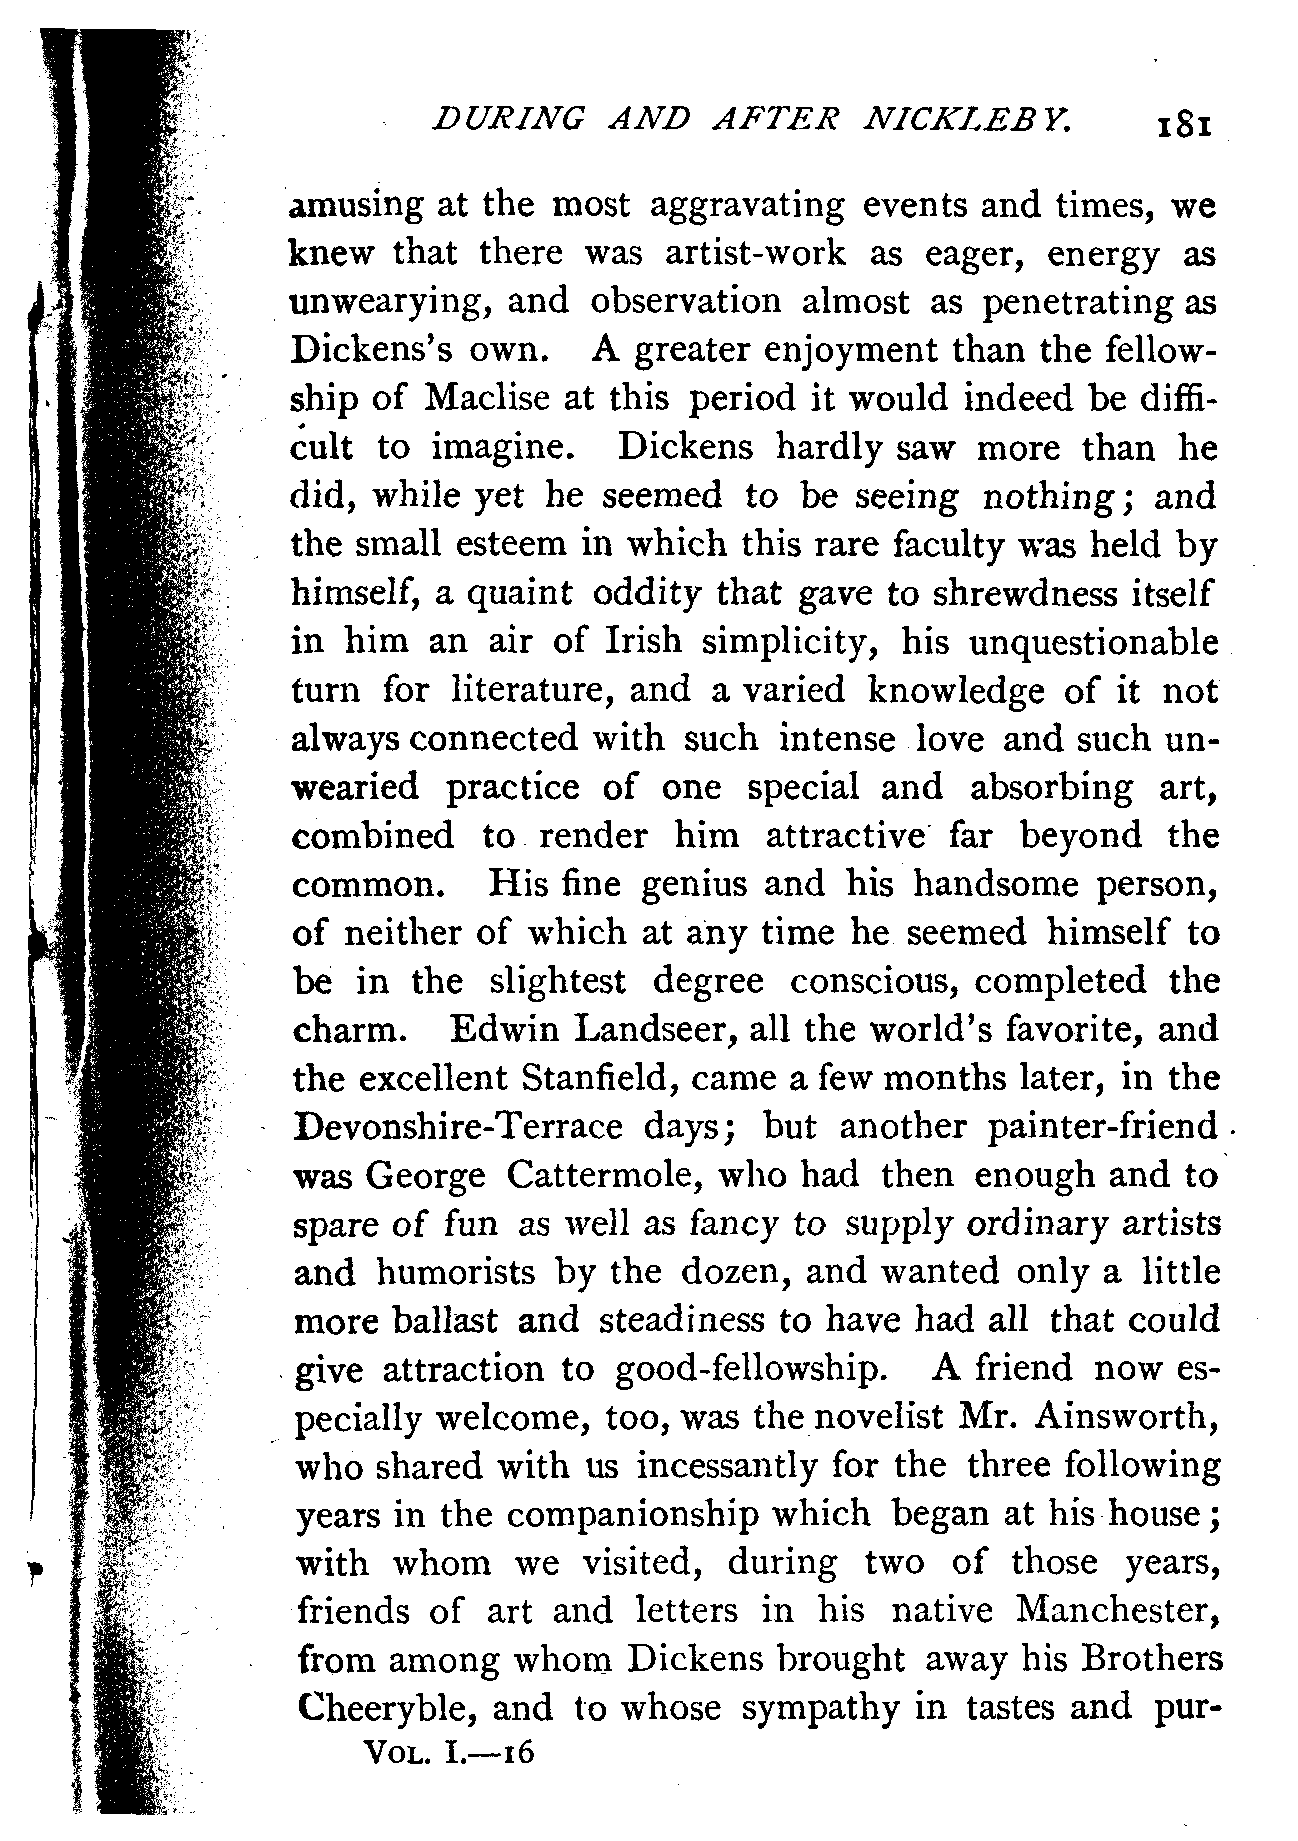 DURING AND AFTER NICKLEBY. 181
amusing at the most aggravating events and times, we
knew that there was artist-work as eager, energy as
unwearying, and observation almost as penetrating as
Dickens's own. A greater enjoyment than the fellow-
ship of Maclise at this period it would indeed be diffi-
cult to imagine. Dickens hardly saw more than he
did, while yet he seemed to be seeing nothing; and
the small esteem in which this rare faculty was held by
himself, a quaint oddity that gave to shrewdness itself
in him an air of Irish simplicity, his unquestionable
turn for literature, and a varied knowledge of it not
always connected with such intense love and such un-
wearied practice of one special and absorbing art,
combined to render him attractive far beyond the
common. His fine genius and his handsome person,
of neither of which at any time he seemed himself to
be in the slightest degree conscious, completed the
charm. Edwin Landseer, all the world's favorite, and
the excellent Stanfield, came a few months later, in the
Devonshire-Terrace days; but another painter-friend
was George Cattermole, who had then enough and to
spare of fun as well as fancy to supply ordinary artists
and humorists by the dozen, and wanted only a little
more ballast and steadiness to have had all that could
give attraction to good-fellowship. A friend now es-
pecially welcome, too, was the novelist Mr. Ainsworth,
who shared with us incessantly for the three following
years in the companionship which began at his house;
with whom we visited, during two of those years,
friends of art and letters in his native Manchester,
from among whom Dickens brought away his Brothers
Cheeryble, and to whose sympathy in tastes and pur-
VOL. I.—16